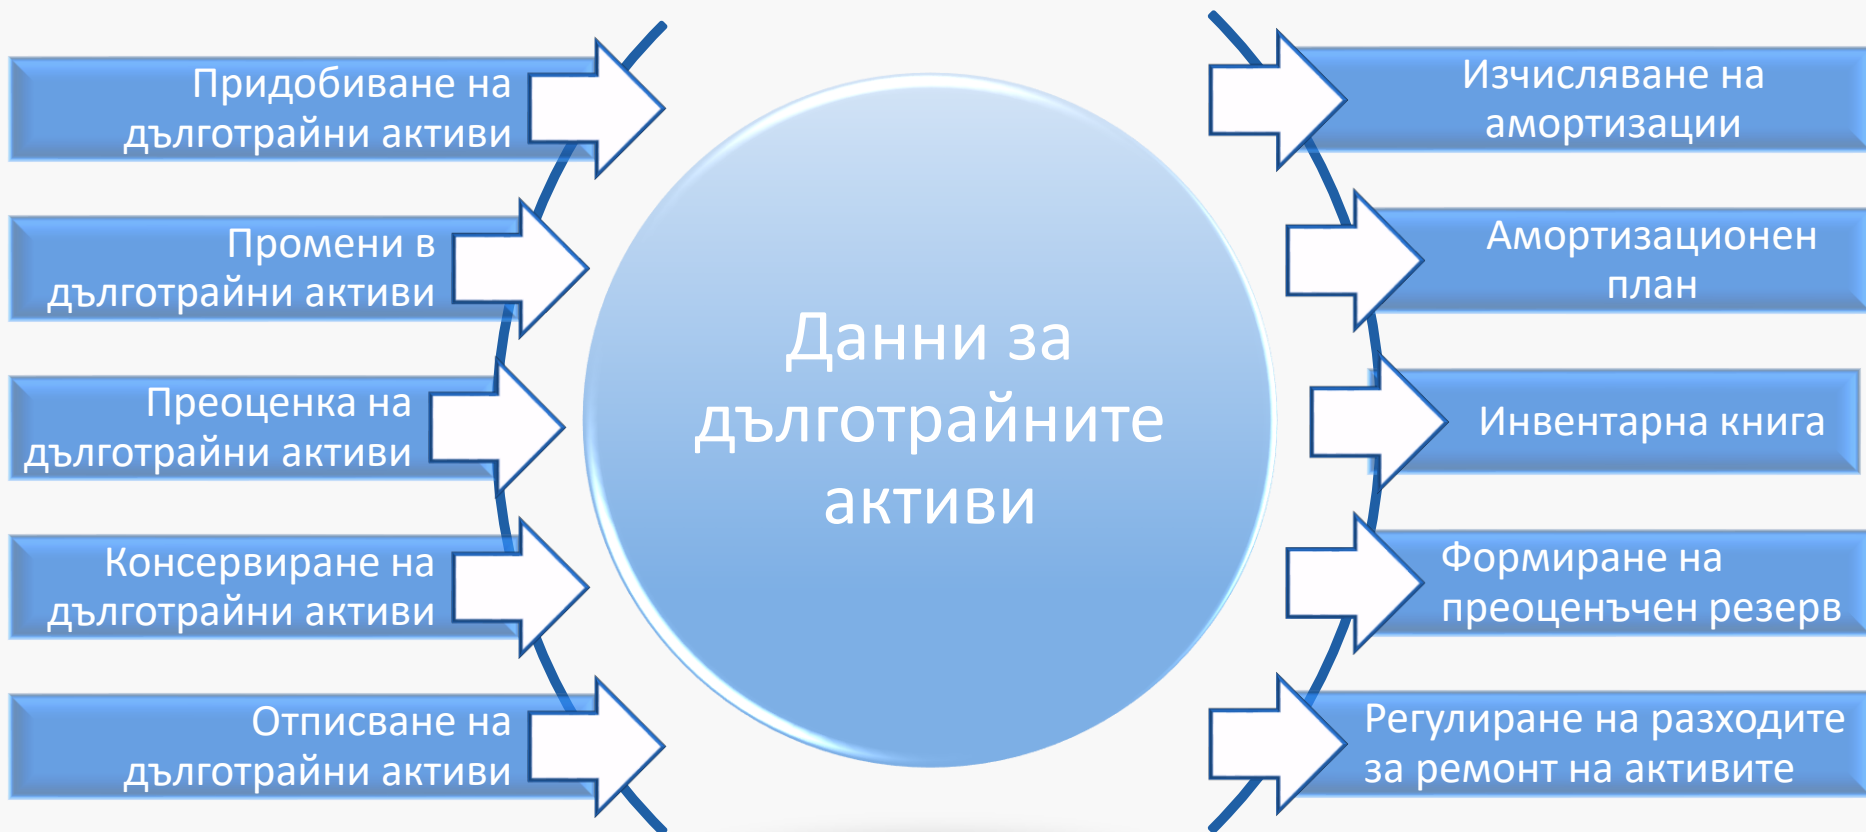 Придобиване на
дълготрайни активи
Промени в
дълготрайни активи
Преоценка на
дълготрайни активи
Консервиране на
дълготрайни активи
Отписване на
дълготрайни активи
Данни за
дълготрайните
активи
Изчисляване на
амортизации
Амортизационен
план
Инвентарна книга
Формиране на
преоценъчен резерв
Регулиране на разходите
за ремонт на активите